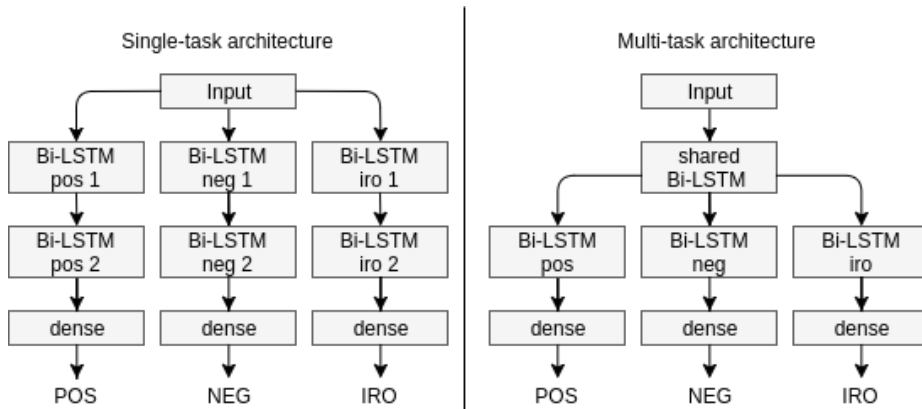 Single-task architecture
Input
Bi-LSTM
pos 1
Bi-LSTM
neg 1
Bi-LSTM
iro 1
Bi-LSTM
pos 2
Bi-LSTM
neg 2
Bi-LSTM
iro 2
dense
dense
dense
POS
NEG
IRO
Multi-task architecture
Input
shared
Bi-LSTM
Bi-LSTM
pos
Bi-LSTM
neg
Bi-LSTM
iro
dense
dense
dense
POS
NEG
IRO